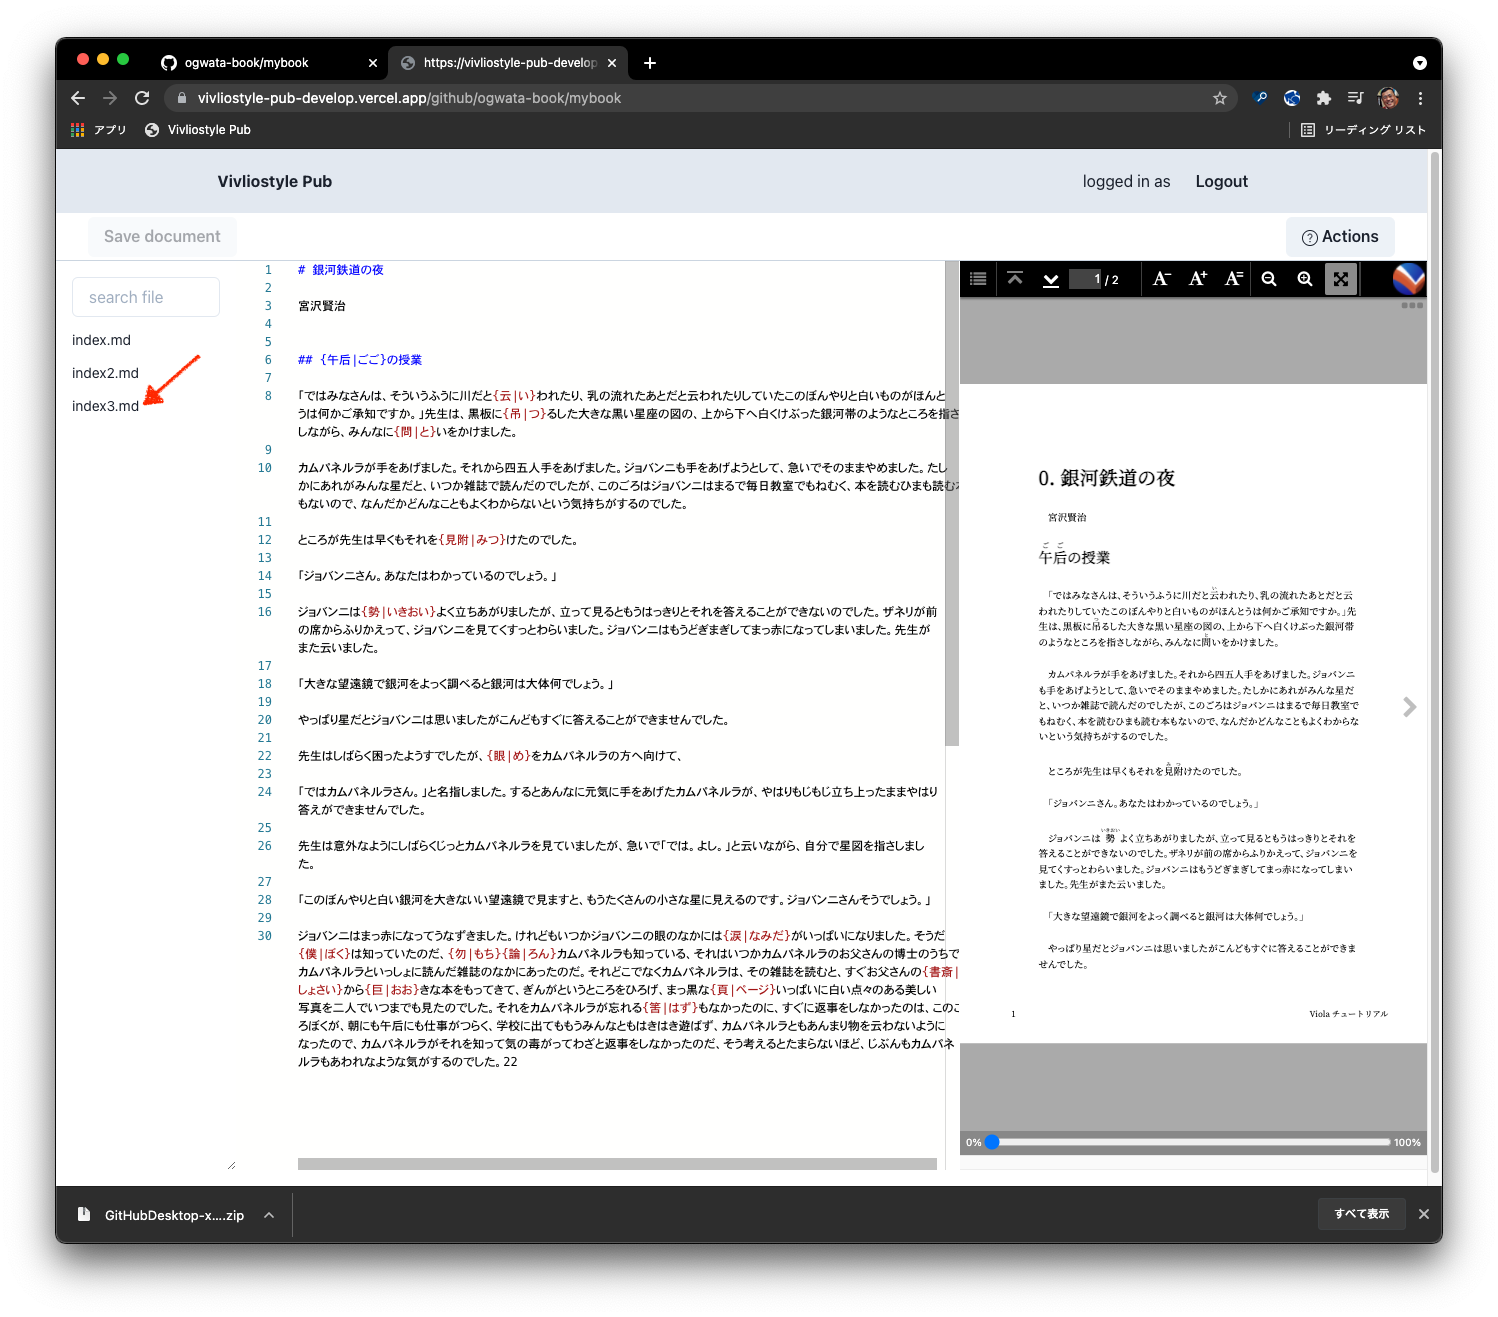 ogwata-book/mybook
https://vivliostyle-pub-develop
vivliostyle-pub-develop.vercel.app/github/ogwata-book/mybook
アプリ
Vivliostyle Pub
リーディング リスト
Vivliostyle Pub
logged in as
Logout
Save document
Actions
search file
index.md
index2.md
index3.md
1 # 銀河鉄道の夜
2
3 宮沢賢治
4
5
6 ## {午后|ごご}の授業
7
8 「ではみなさんは、そういうふうに川だと{云|い}われたり、乳の流れたあとだと云われたりしていたこのぼんやりと白いものがほんと
うは何かご承知ですか。」先生は、黒板に{吊|つ}るした大きな黒い星座の図の、上から下へ白くけぶった銀河帯のようなところを指さ
しながら、みんなに{問|と}いをかけました。
9
10 カムパネルラが手をあげました。それから四五人手をあげました。ジョバンニも手をあげようとして、急いでそのままやめました。たし
かにあれがみんな星だと、いつか雑誌で読んだのでしたが、このごろはジョバンニはまるで毎日教室でもねむく、本を読むひまも読む本
もないので、なんだかどんなこともよくわからないという気持ちがするのでした。
11
12 ところが先生は早くもそれを{見附|みつ}けたのでした。
13
14 「ジョバンニさん。あなたはわかっているのでしょう。」
15
16 ジョバンニは{勢|いきおい}よく立ちあがりましたが、立って見るともうはっきりとそれを答えることができないのでした。ザネリが前
の席からふりかえって、ジョバンニを見てくすっとわらいました。ジョバンニはもうどぎまぎしてまっ赤になってしまいました。先生が
また云いました。
17
18 「大きな望遠鏡で銀河をよっく調べると銀河は大体何でしょう。」
19
20 やっぱり星だとジョバンニは思いましたがこんどもすぐに答えることができませんでした。
21
22 先生はしばらく困ったようすでしたが、{眼|め}をカムパネルラの方へ向けて、
23
24 「ではカムパネルラさん。」と名指しました。するとあんなに元気に手をあげたカムパネルラが、やはりもじもじ立ち上ったままやはり
答えができませんでした。
25
26 先生は意外なようにしばらくじっとカムパネルラを見ていましたが、急いで「では。よし。」と云いながら、自分で星図を指さしまし
た。
27
28 「このぼんやりと白い銀河を大きないい望遠鏡で見ますと、もうたくさんの小さな星に見えるのです。ジョバンニさんそうでしょう。」
29
30 ジョバンニはまっ赤になってうなずきました。けれどもいつかジョバンニの眼のなかには{涙|なみだ}がいっぱいになりました。そうだ
{僕|ぼく}は知っていたのだ、{勿|もち}{論|ろん}カムパネルラも知っている、それはいつかカムパネルラのお父さんの博士のうちで
カムパネルラといっしょに読んだ雑誌のなかにあったのだ。それどこでなくカムパネルラは、その雑誌を読むと、すぐお父さんの{書斎|
しょさい}から{巨|おお}きな本をもってきて、ぎんがというところをひろげ、まっ黒な{頁|ページ}いっぱいに白い点々のある美しい
写真を二人でいつまでも見たのでした。それをカムパネルラが忘れる{筈|はず}もなかったのに、すぐに返事をしなかったのは、このご
ろぼくが、朝にも午后にも仕事がつらく、学校に出てももうみんなともはきはき遊ばず、カムパネルラともあんまり物を云わないように
なったので、カムパネルラがそれを知って気の毒がってわざと返事をしなかったのだ、そう考えるとたまらないほど、じぶんもカムパネ
ルラもあわれなような気がするのでした。22
1 / 2
A− A+ A=
0. 銀河鉄道の夜
宮沢賢治
ご ご
午后の授業
い
「ではみなさんは、そういうふうに川だと云われたり、乳の流れたあとだと云
われたりしていたこのぼんやりと白いものがほんとうは何かご承知ですか。」先
つ
生は、黒板に吊るした大きな黒い星座の図の、上から下へ白くけぶった銀河帯
と
のようなところを指さしながら、みんなに問いをかけました。
カムパネルラが手をあげました。それから四五人手をあげました。ジョバンニ
も手をあげようとして、急いでそのままやめました。たしかにあれがみんな星だ
と、いつか雑誌で読んだのでしたが、このごろはジョバンニはまるで毎日教室で
もねむく、本を読むひまも読む本もないので、なんだかどんなこともよくわからな
いという気持ちがするのでした。
みつ
ところが先生は早くもそれを見附けたのでした。
「ジョバンニさん。あなたはわかっているのでしょう。」
いきおい
ジョバンニは勢よく立ちあがりましたが、立って見るともうはっきりとそれを
答えることができないのでした。ザネリが前の席からふりかえって、ジョバンニを
見てくすっとわらいました。ジョバンニはもうどぎまぎしてまっ赤になってしまい
ました。先生がまた云いました。
「大きな望遠鏡で銀河をよっく調べると銀河は大体何でしょう。」
やっぱり星だとジョバンニは思いましたがこんどもすぐに答えることができま
せんでした。
1
Viola チュートリアル
0%
100%
GitHubDesktop-x....zip
すべて表示